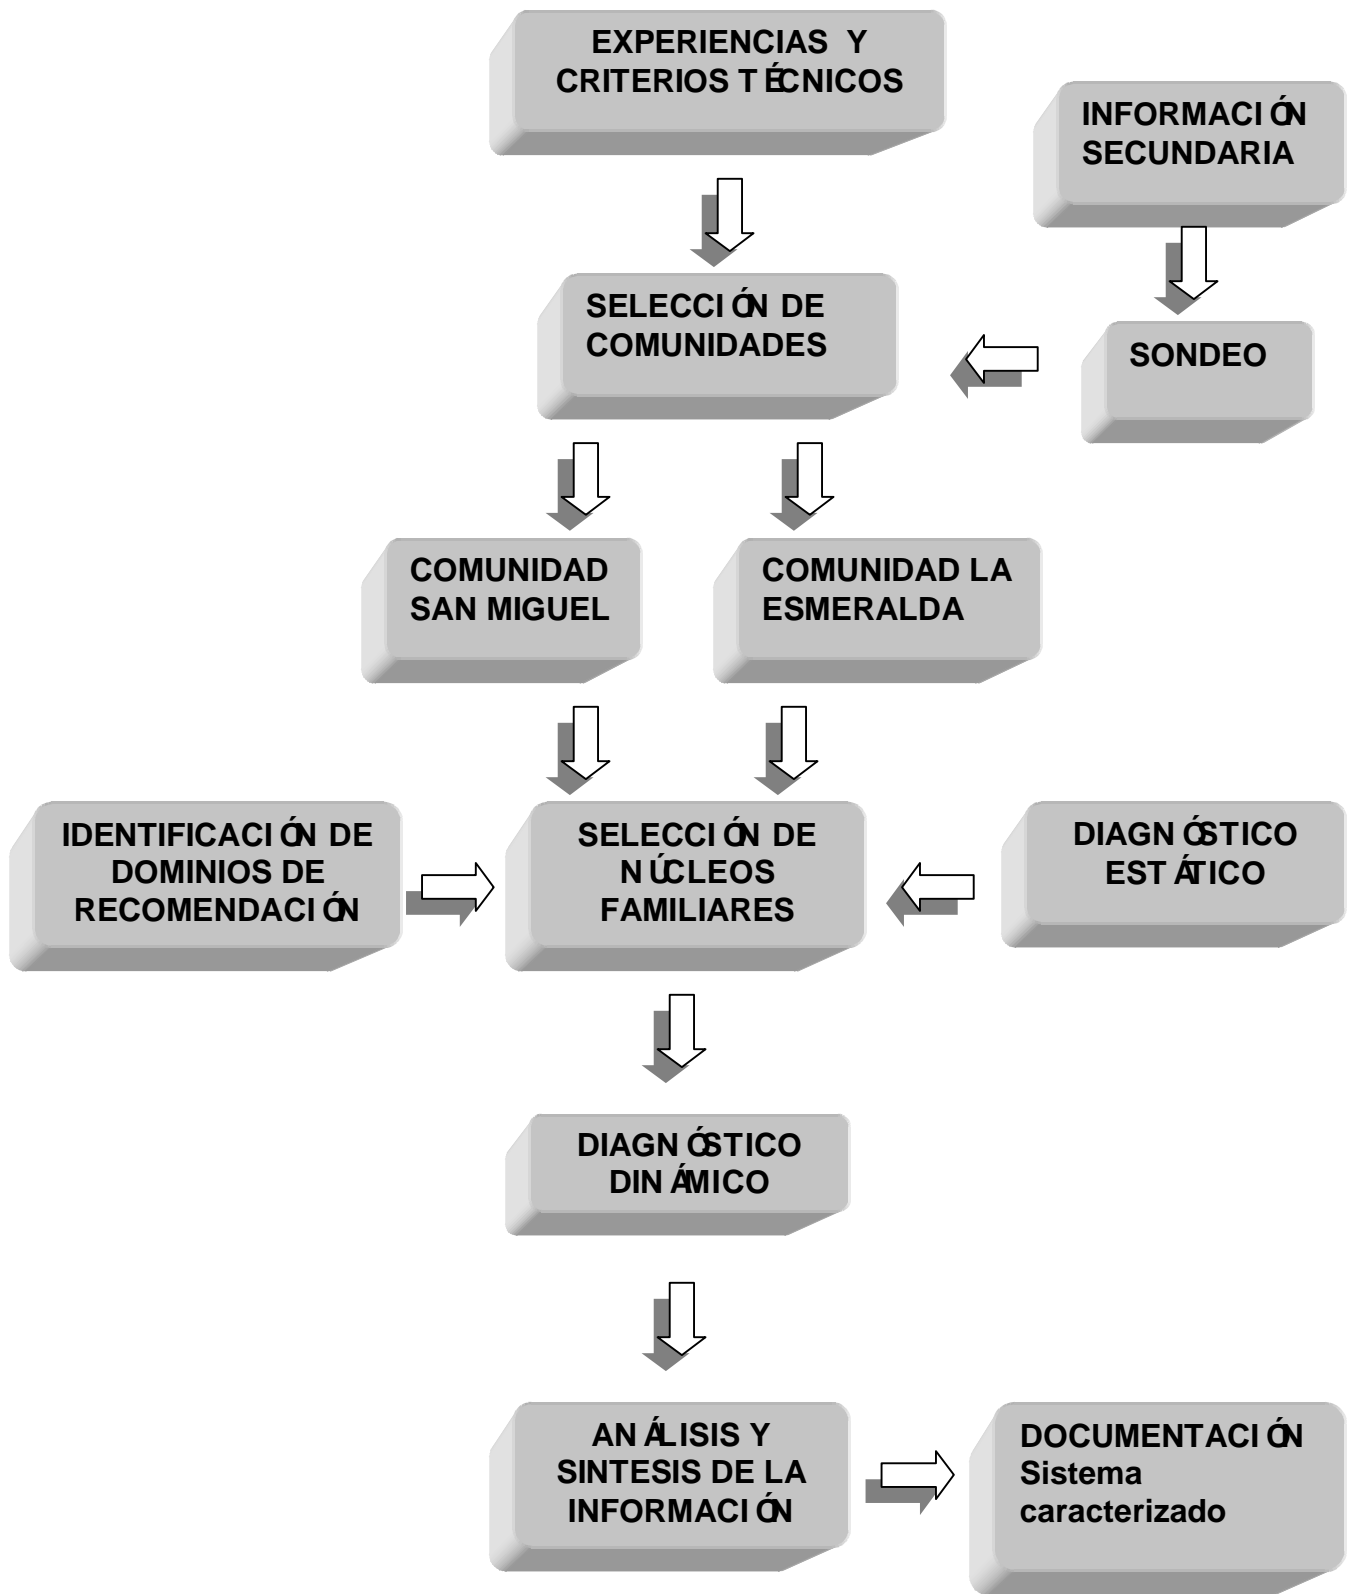 EXPERIENCIAS Y
CRITERIOS TÉCNICOS
INFORMACIÓN
SECUNDARIA
SELECCIÓN DE
COMUNIDADES
SONDEO
COMUNIDAD
SAN MIGUEL
COMUNIDAD LA
ESMERALDA
IDENTIFICACIÓN DE
DOMINIOS DE
RECOMENDACIÓN
SELECCIÓN DE
NÚCLEOS
FAMILIARES
DIAGNÓSTICO
ESTÁTICO
DIAGNÓSTICO
DINÁMICO
ANÁLISIS Y
SINTESIS DE LA
INFORMACIÓN
DOCUMENTACIÓN
Sistema
caracterizado